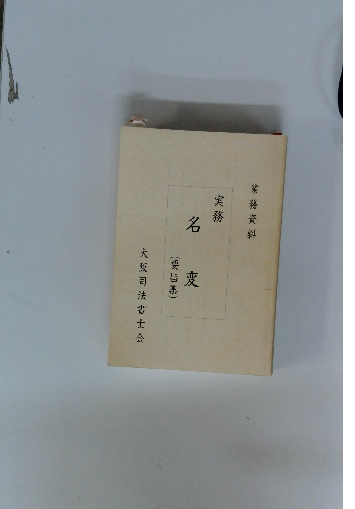 業務資料
実務
名変
(要旨集)
大阪司法書士会